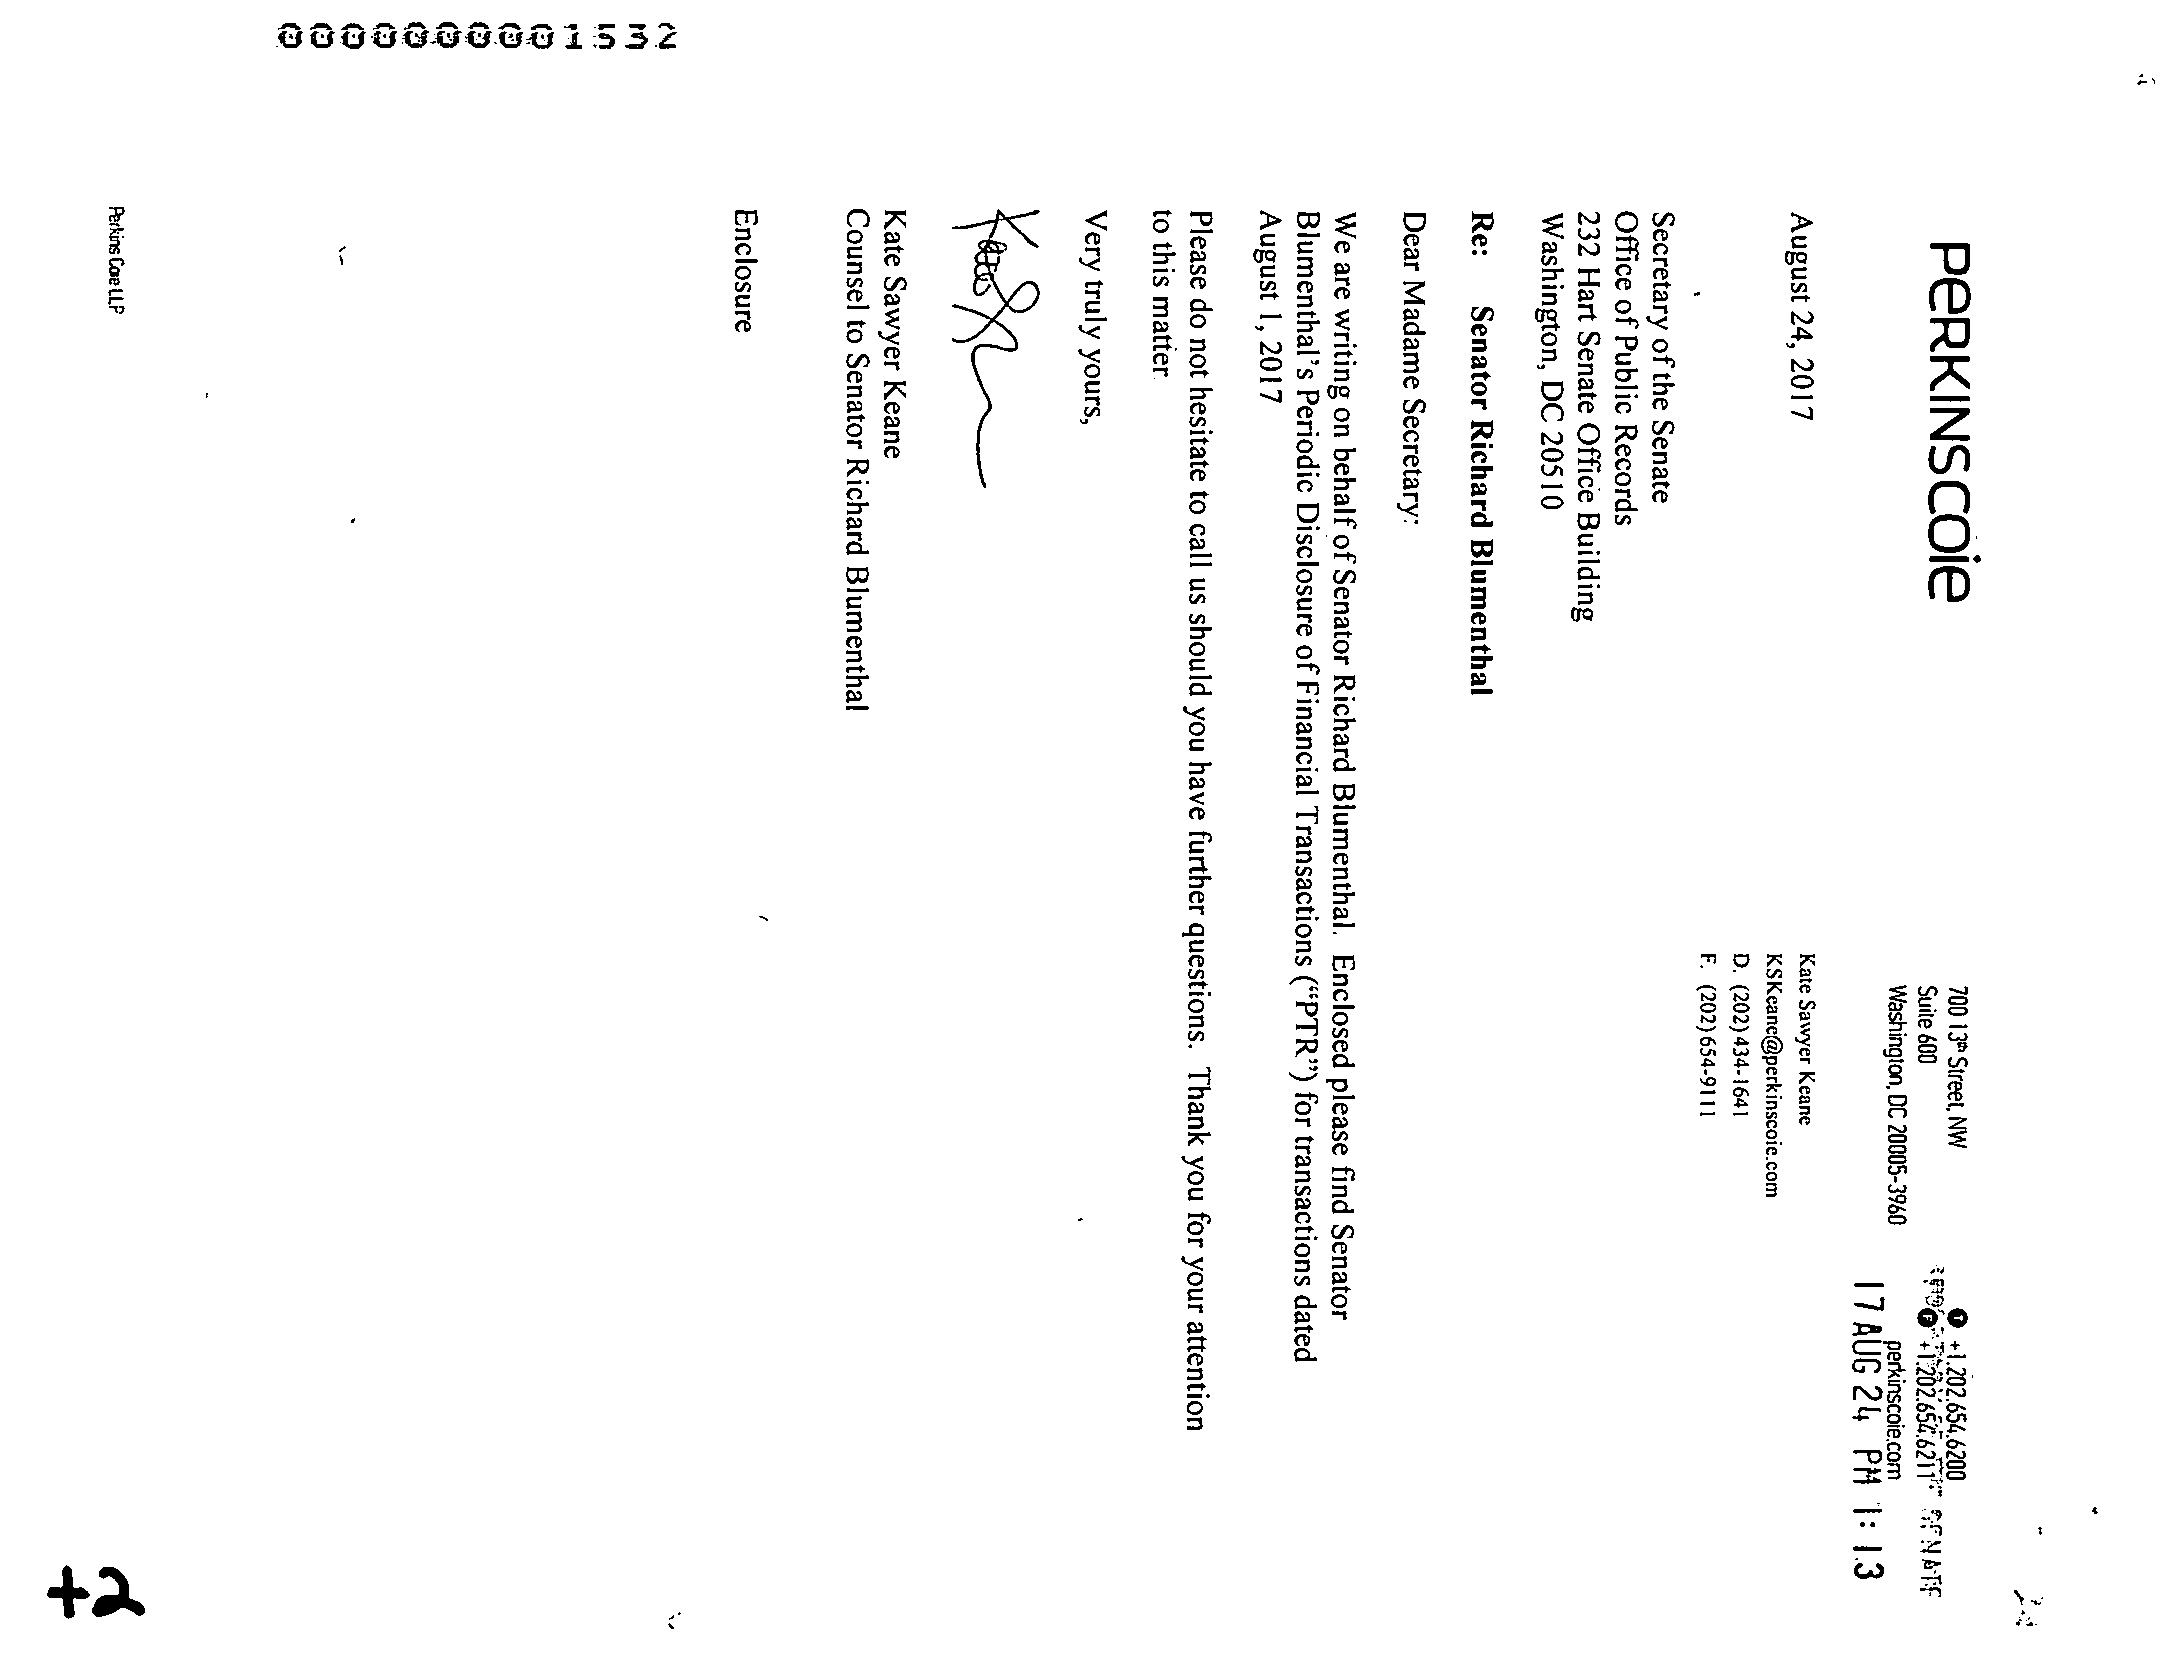 PERKINSCOIE
700 13th Street, NW
Suite 600
Washington, DC 20005-3960
T +1.202.654.6200
F +1.202.654.6211
perkinscoie.com
SENATE
17 AUG 24 PM 1:13
August 24, 2017
Kate Sawyer Keane
KSKeane@perkinscoie.com
D. (202) 434-1641
F. (202) 654-9111
Secretary of the Senate
Office of Public Records
232 Hart Senate Office Building
Washington, DC 20510
Re: Senator Richard Blumenthal
Dear Madame Secretary:
We are writing on behalf of Senator Richard Blumenthal. Enclosed please find Senator
Blumenthal's Periodic Disclosure of Financial Transactions ("PTR") for transactions dated
August 1, 2017
Please do not hesitate to call us should you have further questions. Thank you for your attention
to this matter.
Very truly yours,
Kate Sawyer Keane
Counsel to Senator Richard Blumenthal
Enclosure
Perkins Coie LLP
+2
0000000001532